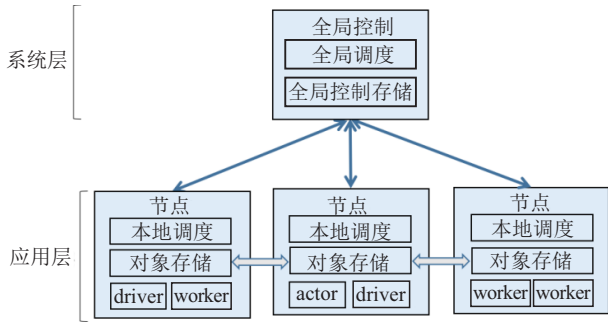 系统层
全局控制
全局调度
全局控制存储
应用层
节点
本地调度
对象存储
driver worker
节点
本地调度
对象存储
actor driver
节点
本地调度
对象存储
worker worker